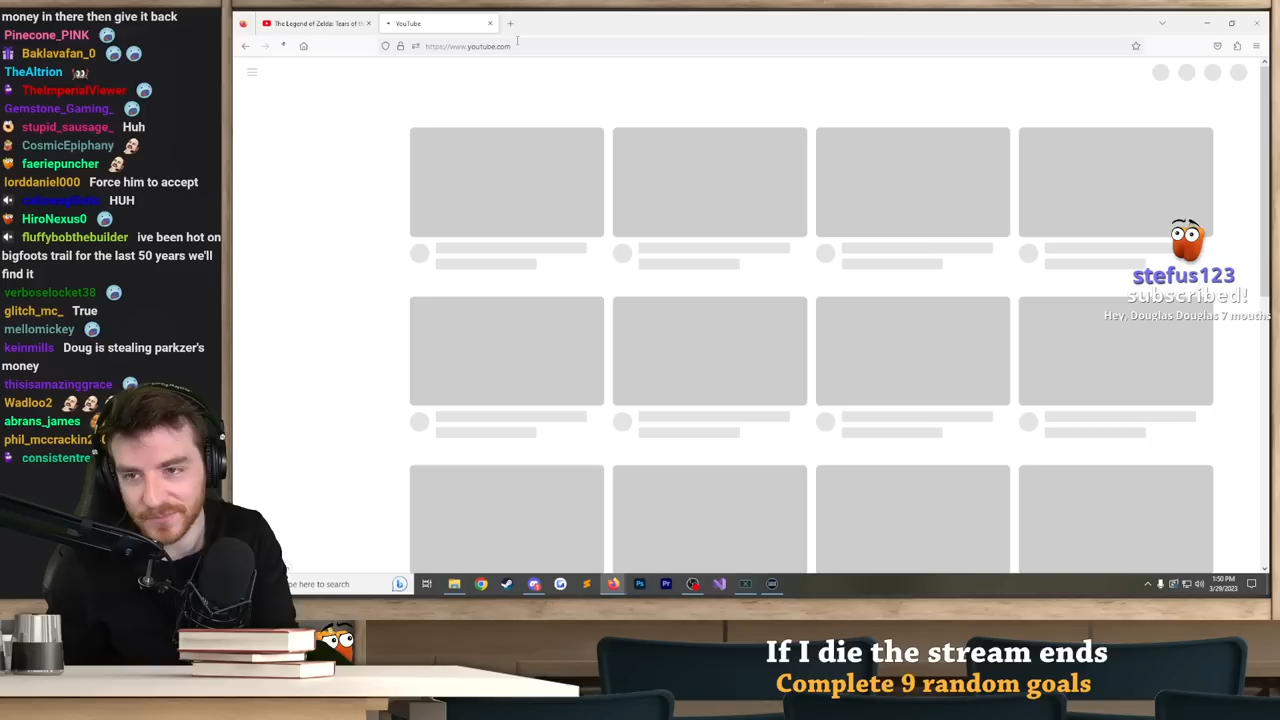 money in there then give it back
Pinecone_PINK
Baklavafan_0
TheAltrion
TheImperialViewer
Gemstone_Gaming_
stupid_sausage_ Huh
CosmicEpiphany
faeriepuncher
lorddaniel000 Force him to accept
HUH
HiroNexus0
fluffybobthebuilder ive been hot on
bigfoots trail for the last 50 years we'll
find it
verboselocket38
glitch_mc_ True
mellomickey
keinmills Doug is stealing parkzer's
money
thisisamazinggrace
Wadloo2
abrans_james
phil_mccrackin2
consistentre
The Legend of Zelda: Tears of th
YouTube
https://www.youtube.com
stefus123
subscribed!
Hey, Douglas Douglas 7 mouths
here to search
1:50 PM
3/29/2023
If I die the stream ends
Complete 9 random goals